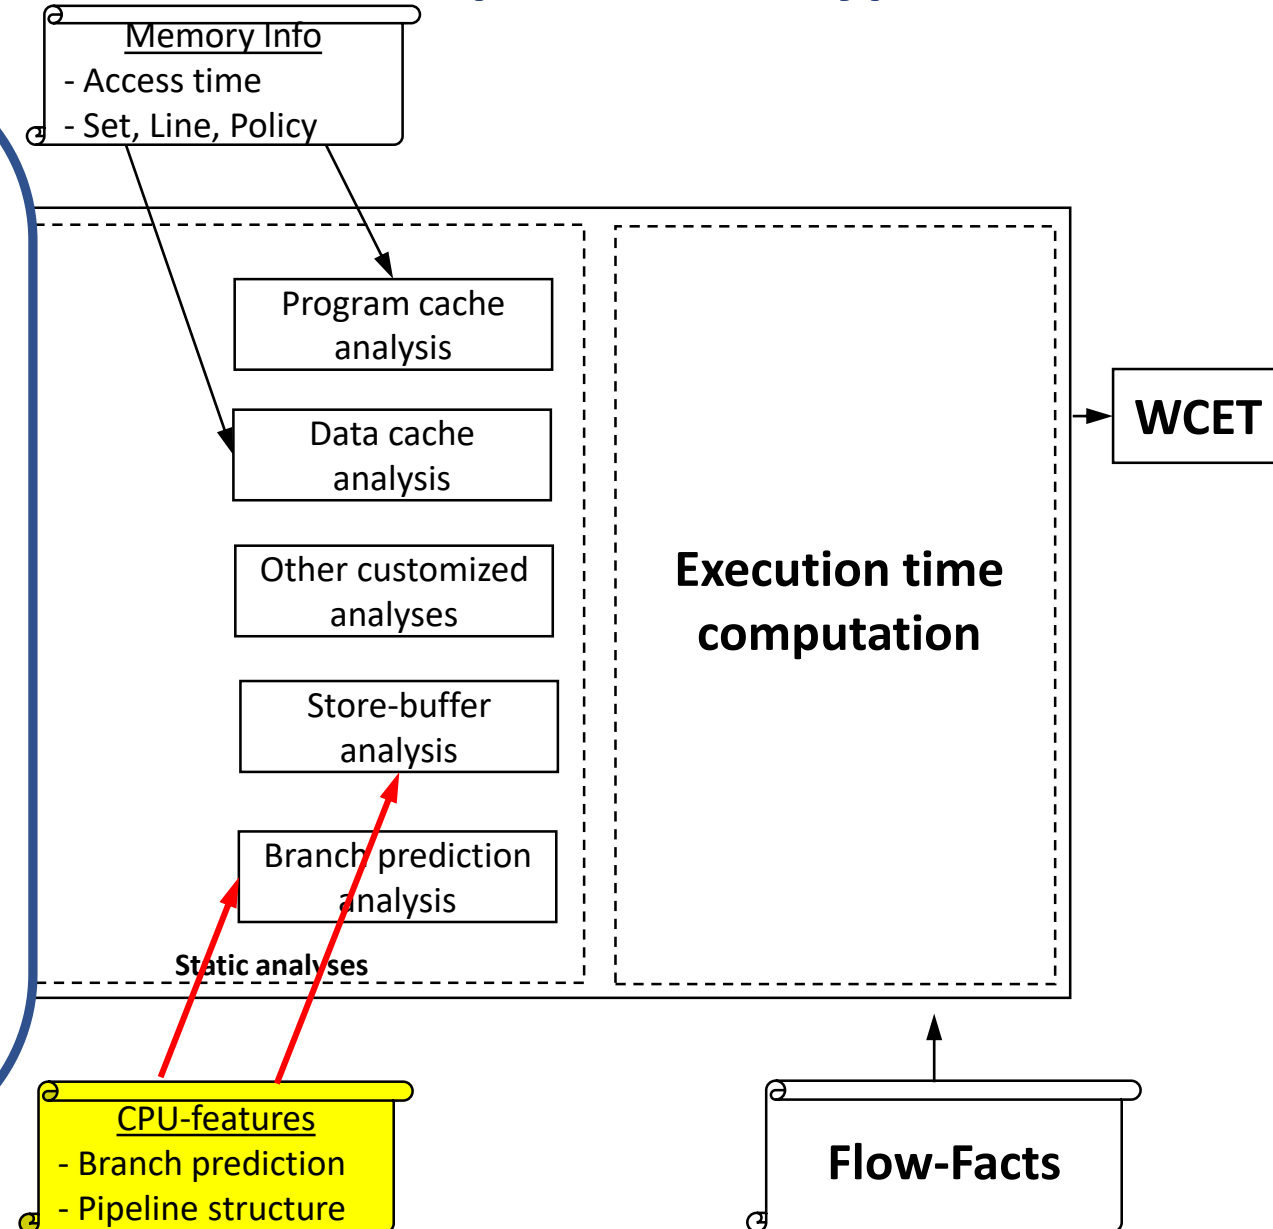 Memory Info
- Access time
- Set, Line, Policy
Program cache
analysis
Data cache
analysis
Other customized
analyses
Store-buffer
analysis
Branch prediction
analysis
Static analyses
Execution time
computation
WCET
CPU-features
- Branch prediction
- Pipeline structure
Flow-Facts